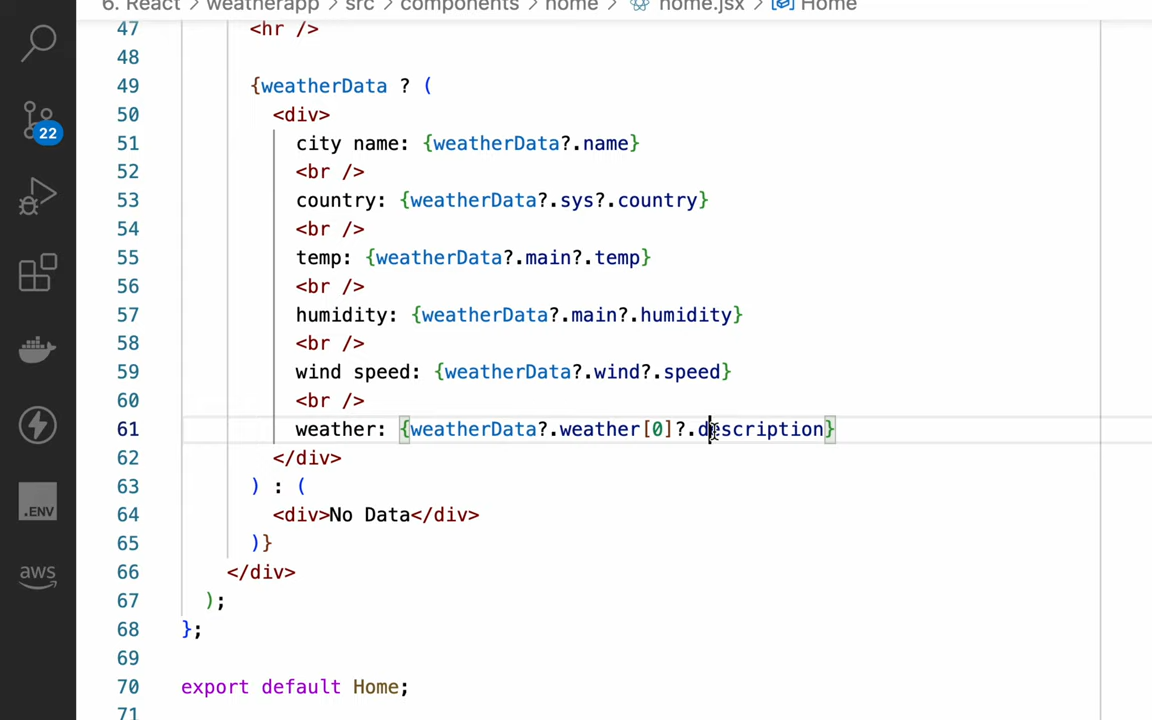 6. React > weatherapp > src > components > home > home.jsx > Home
47 <hr />
48
49 {weatherData ? (
50 <div>
51 city name: {weatherData?.name}
52 <br />
53 country: {weatherData?.sys?.country}
54 <br />
55 temp: {weatherData?.main?.temp}
56 <br />
57 humidity: {weatherData?.main?.humidity}
58 <br />
59 wind speed: {weatherData?.wind?.speed}
60 <br />
61 weather: {weatherData?.weather[0]?.description}
62 </div>
63 ) : (
64 <div>No Data</div>
65 )}
66 </div>
67 );
68 };
69
70 export default Home;
71
22
.ENV
aws